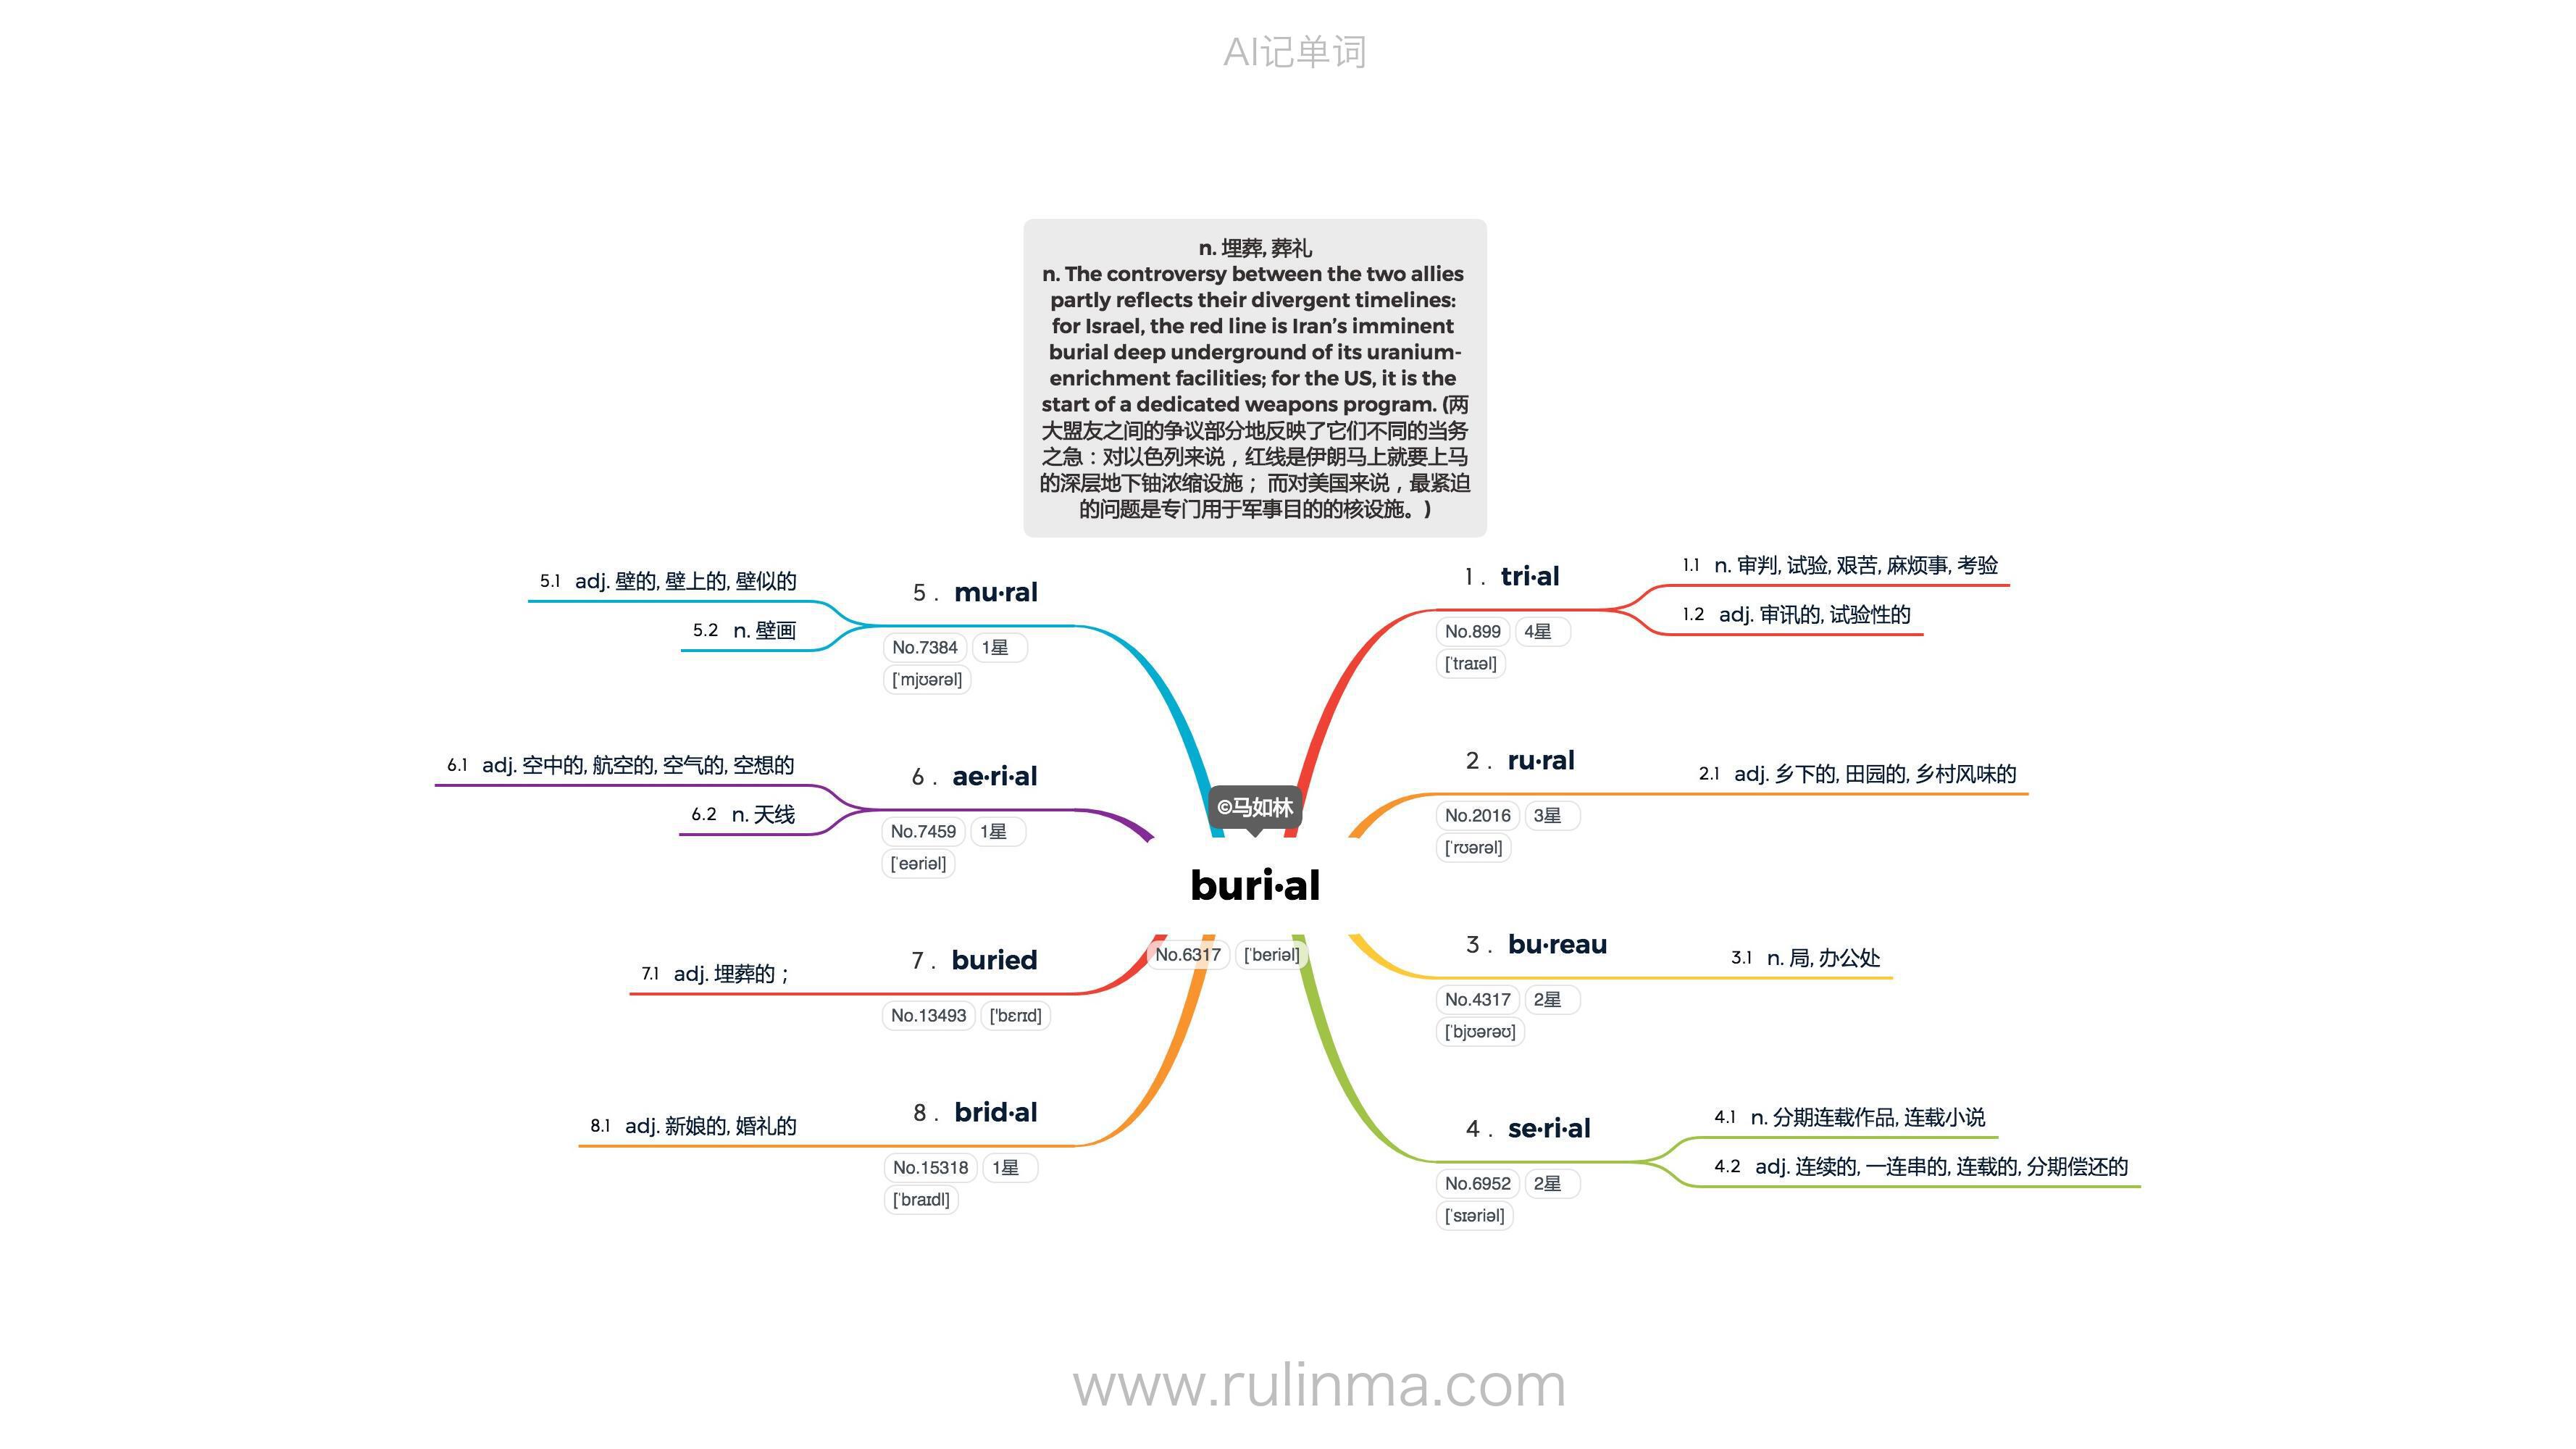 AI记单词
n. 埋葬, 葬礼
n. The controversy between the two allies
partly reflects their divergent timelines:
for Israel, the red line is Iran’s imminent
burial deep underground of its uranium-
enrichment facilities; for the US, it is the
start of a dedicated weapons program. (两
大盟友之间的争议部分地反映了它们不同的当务
之急：对以色列来说，红线是伊朗马上就要上马
的深层地下铀浓缩设施； 而对美国来说，最紧迫
的问题是专门用于军事目的的核设施。)
©马如林
buri·al
No.6317 [ˈberiəl]
1 . tri·al
No.899 4星
[ˈtraɪəl]
1.1 n. 审判, 试验, 艰苦, 麻烦事, 考验
1.2 adj. 审讯的, 试验性的
2 . ru·ral
No.2016 3星
[ˈrʊərəl]
2.1 adj. 乡下的, 田园的, 乡村风味的
3 . bu·reau
No.4317 2星
[ˈbjʊərəʊ]
3.1 n. 局, 办公处
4 . se·ri·al
No.6952 2星
[ˈsɪəriəl]
4.1 n. 分期连载作品, 连载小说
4.2 adj. 连续的, 一连串的, 连载的, 分期偿还的
5 . mu·ral
No.7384 1星
[ˈmjʊərəl]
5.1 adj. 壁的, 壁上的, 壁似的
5.2 n. 壁画
6 . ae·ri·al
No.7459 1星
[ˈeəriəl]
6.1 adj. 空中的, 航空的, 空气的, 空想的
6.2 n. 天线
7 . buried
No.13493 ['bɛrɪd]
7.1 adj. 埋葬的；
8 . brid·al
No.15318 1星
[ˈbraɪdl]
8.1 adj. 新娘的, 婚礼的
www.rulinma.com